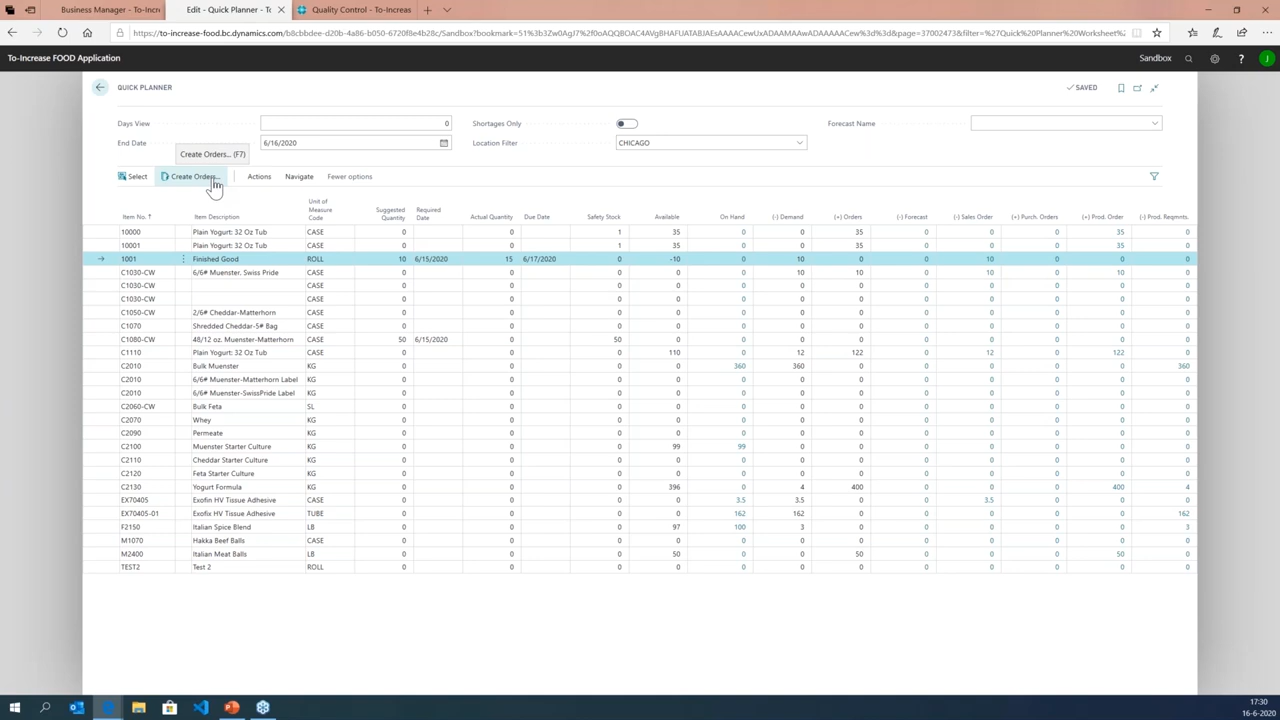 Business Manager - To-Incre
Edit - Quick Planner - To-
Quality Control - To-Increas
https://to-increase-food.bc.dynamics.com/
To-Increase FOOD Application
Sandbox
J
QUICK PLANNER
SAVED
Days View 0
Shortages Only
Forecast Name
End Date 6/16/2020
Location Filter CHICAGO
Create Orders... (F7)
Select Create Orders... Actions Navigate Fewer options
Item No. ↑ Item Description Unit of Measure Code Suggested Quantity Required Date Actual Quantity Due Date Safety Stock Available On Hand (-) Demand (+) Orders (-) Forecast (-) Sales Order (+) Purch. Orders (+) Prod. Order (-) Prod. Reqmnts.
10000 Plain Yogurt: 32 Oz Tub CASE 0 0 1 35 0 0 35 0 0 0 35 0
10001 Plain Yogurt: 32 Oz Tub CASE 0 0 1 35 0 0 35 0 0 0 35 0
1001 Finished Good ROLL 10 6/15/2020 15 6/17/2020 0 -10 0 10 0 0 10 0 0 0
C1030-CW 6/6# Muenster, Swiss Pride CASE 0 0 0 0 0 10 10 0 10 0 10 0
C1030-CW CASE 0 0 0 0 0 0 0 0 0 0 0 0
C1030-CW CASE 0 0 0 0 0 0 0 0 0 0 0 0
C1050-CW 2/6# Cheddar-Matterhorn CASE 0 0 0 0 0 0 0 0 0 0 0 0
C1070 Shredded Cheddar-5# Bag CASE 0 0 0 0 0 0 0 0 0 0 0 0
C1080-CW 48/12 oz. Muenster-Matterhorn CASE 50 6/15/2020 0 50 0 0 0 0 0 0 0 0 0
C1110 Plain Yogurt: 32 Oz Tub CASE 0 0 0 110 0 12 122 0 12 0 122 0
C2010 Bulk Muenster KG 0 0 0 0 360 360 0 0 0 0 0 360
C2010 6/6# Muenster-Matterhorn Label KG 0 0 0 0 0 0 0 0 0 0 0 0
C2010 6/6# Muenster-SwissPride Label KG 0 0 0 0 0 0 0 0 0 0 0 0
C2060-CW Bulk Feta SL 0 0 0 0 0 0 0 0 0 0 0 0
C2070 Whey KG 0 0 0 0 0 0 0 0 0 0 0 0
C2090 Permeate KG 0 0 0 0 0 0 0 0 0 0 0 0
C2100 Muenster Starter Culture KG 0 0 0 99 99 0 0 0 0 0 0 0
C2110 Cheddar Starter Culture KG 0 0 0 0 0 0 0 0 0 0 0 0
C2120 Feta Starter Culture KG 0 0 0 0 0 0 0 0 0 0 0 0
C2130 Yogurt Formula KG 0 0 0 396 0 4 400 0 0 0 400 4
EX70405 Exofin HV Tissue Adhesive CASE 0 0 0 0 3.5 3.5 0 0 3.5 0 0 0
EX70405-01 Exofix HV Tissue Adhesive TUBE 0 0 0 0 162 162 0 0 0 0 0 162
F2150 Italian Spice Blend LB 0 0 0 97 100 3 0 0 0 0 0 3
M1070 Hakka Beef Balls CASE 0 0 0 0 0 0 0 0 0 0 0 0
M2400 Italian Meat Balls LB 0 0 0 50 0 0 50 0 0 0 50 0
TEST2 Test 2 ROLL 0 0 0 0 0 0 0 0 0 0 0 0
17:30
16-6-2020